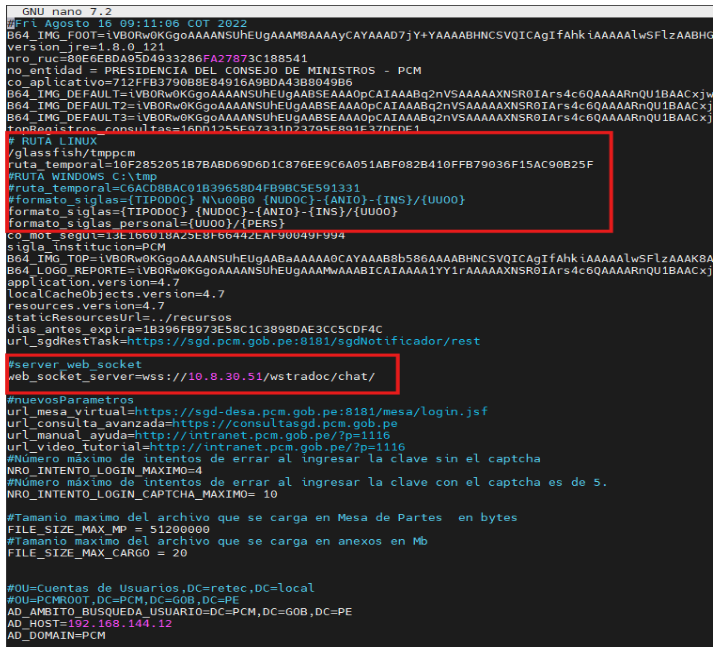 GNU nano 7.2
#Fri Agosto 16 09:11:06 COT 2022
B64_IMG_FOOT=iVBORw0KGgoAAAANSUhEUgAAAM8AAAAyCAYAAAD7jY+YAAAABHNCSVQICAgIfAhkiAAAAAlwSFlzAABHG
version_jre=1.8.0_121
nro_ruc=80E6EBDA95D4933286FA27873C188541
no_entidad = PRESIDENCIA DEL CONSEJO DE MINISTROS - PCM
co_aplicativo=712FFB3790B8E84916A9BDA43B8049B6
B64_IMG_DEFAULT=iVBORw0KGgoAAAANSUhEUgAABSEAAAOpCAIAAABq2nVSAAAAAXNSR0IArs4c6QAAAARnQU1BAACxjw
B64_IMG_DEFAULT2=iVBORw0KGgoAAAANSUhEUgAABSEAAAOpCAIAAABq2nVSAAAAAXNSR0IArs4c6QAAAARnQU1BAACxj
B64_IMG_DEFAULT3=iVBORw0KGgoAAAANSUhEUgAABSEAAAOpCAIAAABq2nVSAAAAAXNSR0IArs4c6QAAAARnQU1BAACxj
topRegistros_consultas=16DD1255E97331D23795E891E37DEDE1
# RUTA LINUX
/glassfish/tmppcm
ruta_temporal=10F2852051B7BABD69D6D1C876EE9C6A051ABF082B410FFB79036F15AC90B25F
#RUTA WINDOWS C:\tmp
#ruta_temporal=C6ACD8BAC01B39658D4FB9BC5E591331
#formato_siglas={TIPODOC} N\u00B0 {NUDOC}-{ANIO}-{INS}/{UUOO}
formato_siglas={TIPODOC} {NUDOC}-{ANIO}-{INS}/{UUOO}
formato_siglas_personal={UUOO}/{PERS}
co_mot_segui=13E166018A25E8F66442EAF90049F994
sigla_institucion=PCM
B64_IMG_TOP=iVBORw0KGgoAAAANSUhEUgAABaAAAAA0CAYAAAB8b586AAAABHNCSVQICAgIfAhkiAAAAAlwSFlzAAAK8A
B64_LOGO_REPORTE=iVBORw0KGgoAAAANSUhEUgAAAMwAAABICAIAAAA1YY1rAAAAAXNSR0IArs4c6QAAAARnQU1BAACxj
application.version=4.7
localCacheObjects.version=4.7
resources.version=4.7
staticResourcesUrl=../recursos
dias_antes_expira=1B396FB973E58C1C3898DAE3CC5CDF4C
url_sgdRestTask=https://sgd.pcm.gob.pe:8181/sgdNotificador/rest
#server_web_socket
web_socket_server=wss://10.8.30.51/wstradoc/chat/
#nuevosParametros
url_mesa_virtual=https://sgd-desa.pcm.gob.pe:8181/mesa/login.jsf
url_consulta_avanzada=https://consultasgd.pcm.gob.pe
url_manual_ayuda=http://intranet.pcm.gob.pe/?p=1116
url_video_tutorial=http://intranet.pcm.gob.pe/?p=1116
#Número máximo de intentos de errar al ingresar la clave sin el captcha
NRO_INTENTO_LOGIN_MAXIMO=4
#Número máximo de intentos de errar al ingresar la clave con el captcha es de 5.
NRO_INTENTO_LOGIN_CAPTCHA_MAXIMO= 10
#Tamanio maximo del archivo que se carga en Mesa de Partes  en bytes
FILE_SIZE_MAX_MP = 51200000
#Tamanio maximo del archivo que se carga en anexos en Mb
FILE_SIZE_MAX_CARGO = 20
#OU=Cuentas de Usuarios,DC=retec,DC=local
#OU=PCMROOT,DC=PCM,DC=GOB,DC=PE
AD_AMBITO_BUSQUEDA_USUARIO=DC=PCM,DC=GOB,DC=PE
AD_HOST=192.168.144.12
AD_DOMAIN=PCM